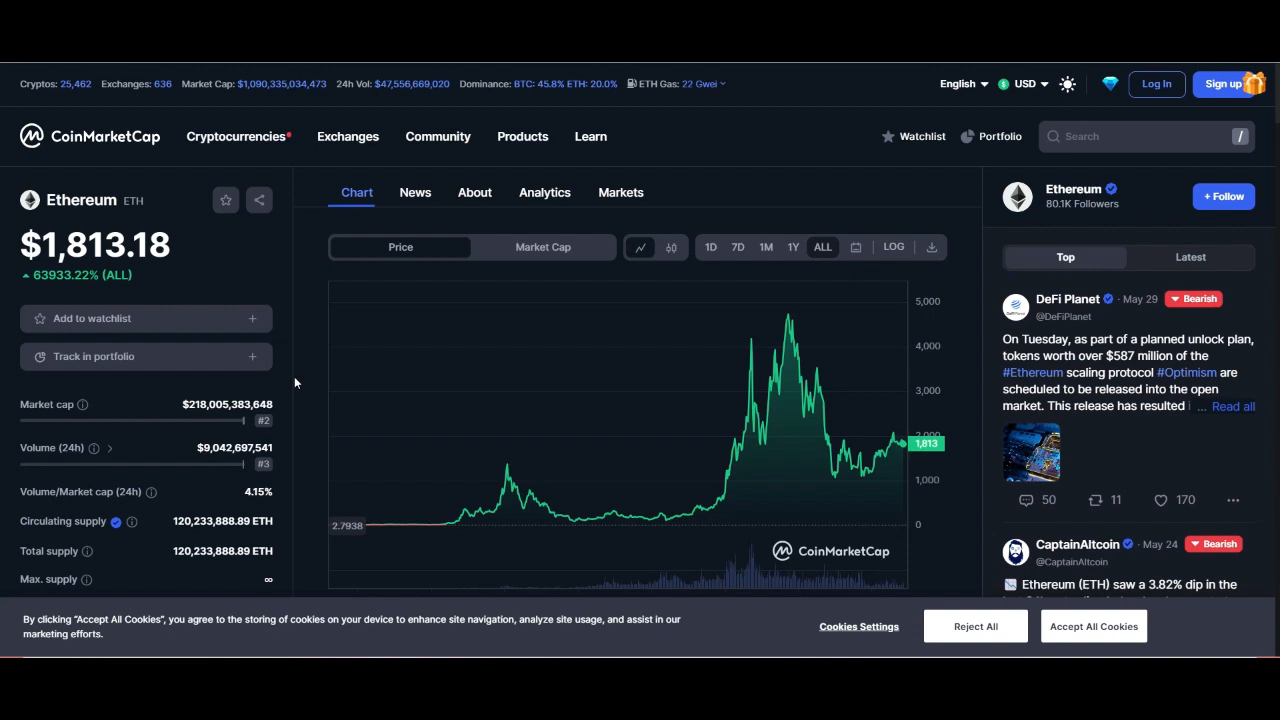 Cryptos: 25,462 Exchanges: 636 Market Cap: $1,090,335,034,473 24h Vol: $47,556,669,020 Dominance: BTC: 45.8% ETH: 20.0% ETH Gas: 22 Gwei
English USD Log In Sign up
CoinMarketCap Cryptocurrencies Exchanges Community Products Learn Watchlist Portfolio Search /
Ethereum ETH
$1,813.18
63933.22% (ALL)
Add to watchlist +
Track in portfolio +
Market cap $218,005,383,648
#2
Volume (24h) $9,042,697,541
#3
Volume/Market cap (24h) 4.15%
Circulating supply 120,233,888.89 ETH
Total supply 120,233,888.89 ETH
Max. supply ∞
Chart News About Analytics Markets
Price Market Cap 1D 7D 1M 1Y ALL LOG
5,000
4,000
3,000
2,000
1,813
1,000
0
2.7938
CoinMarketCap
Ethereum
80.1K Followers
+ Follow
Top Latest
DeFi Planet · May 29 Bearish
@DeFiPlanet
On Tuesday, as part of a planned unlock plan,
tokens worth over $587 million of the
#Ethereum scaling protocol #Optimism are
scheduled to be released into the open
market. This release has resulted ... Read all
50 11 170
CaptainAltcoin · May 24 Bearish
@CaptainAltcoin
Ethereum (ETH) saw a 3.82% dip in the
By clicking “Accept All Cookies”, you agree to the storing of cookies on your device to enhance site navigation, analyze site usage, and assist in our
marketing efforts.
Cookies Settings Reject All Accept All Cookies